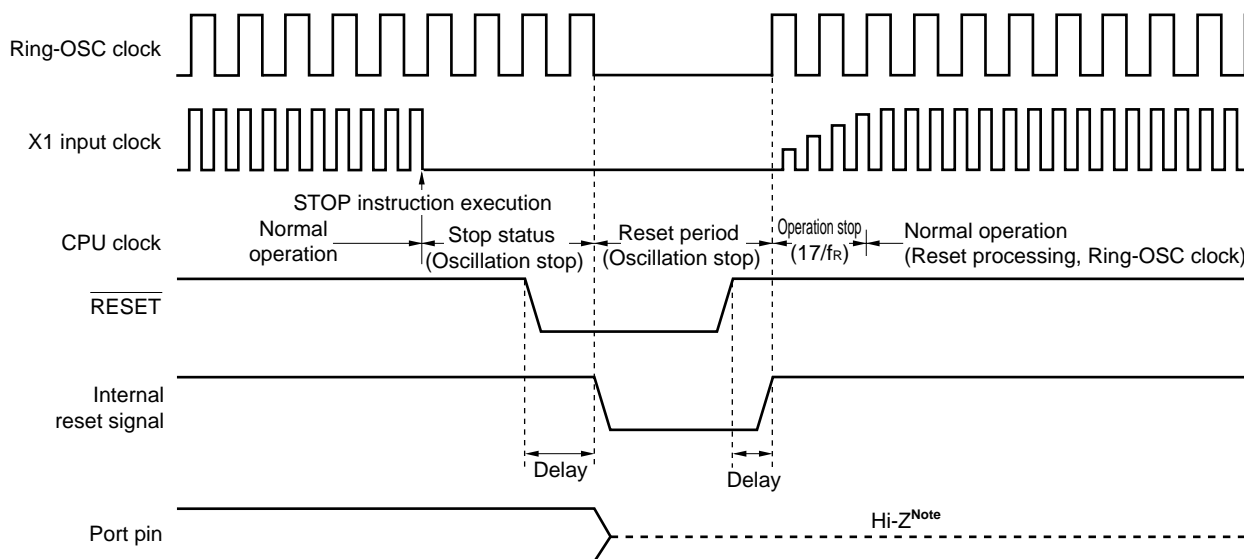 Ring-OSC clock
X1 input clock
STOP instruction execution
CPU clock
Normal
operation
Stop status
(Oscillation stop)
Reset period
(Oscillation stop)
Operation stop
(17/fR)
Normal operation
(Reset processing, Ring-OSC clock)
RESET
Internal
reset signal
Delay
Delay
Port pin
Hi-ZNote